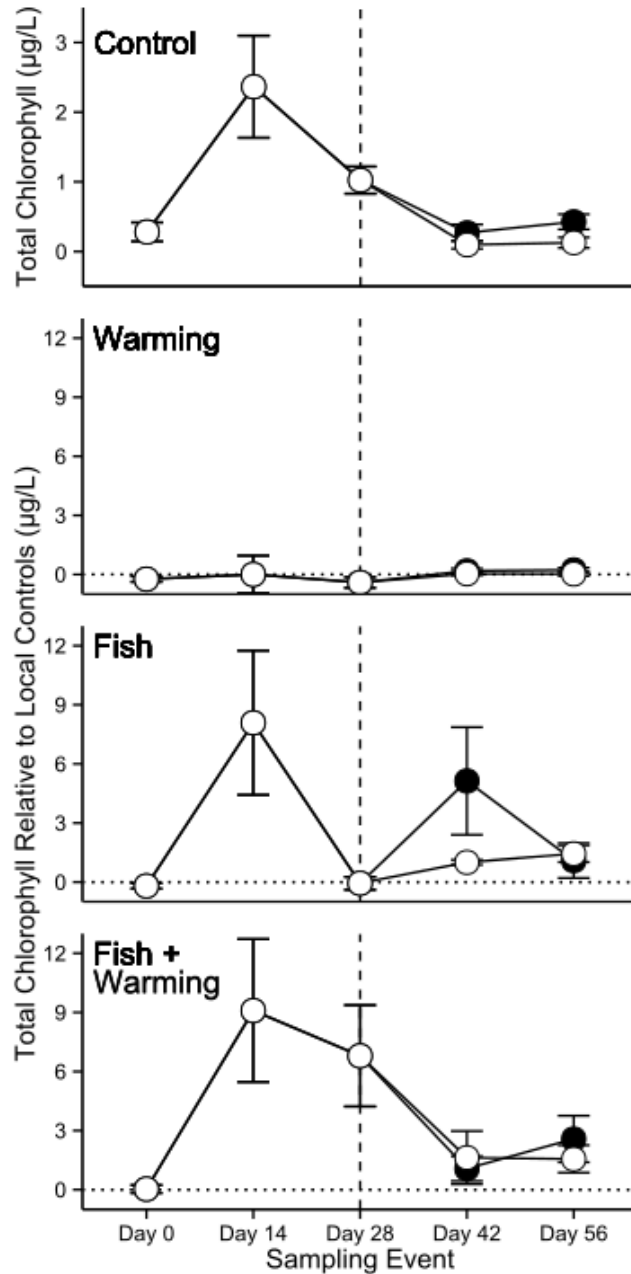 Total Chlorophyll (µg/L)
Control
3
2
1
0
Total Chlorophyll Relative to Local Controls (µg/L)
Warming
12
9
6
3
0
Fish
12
9
6
3
0
Fish +
Warming
12
9
6
3
0
Day 0 Day 14 Day 28 Day 42 Day 56
Sampling Event